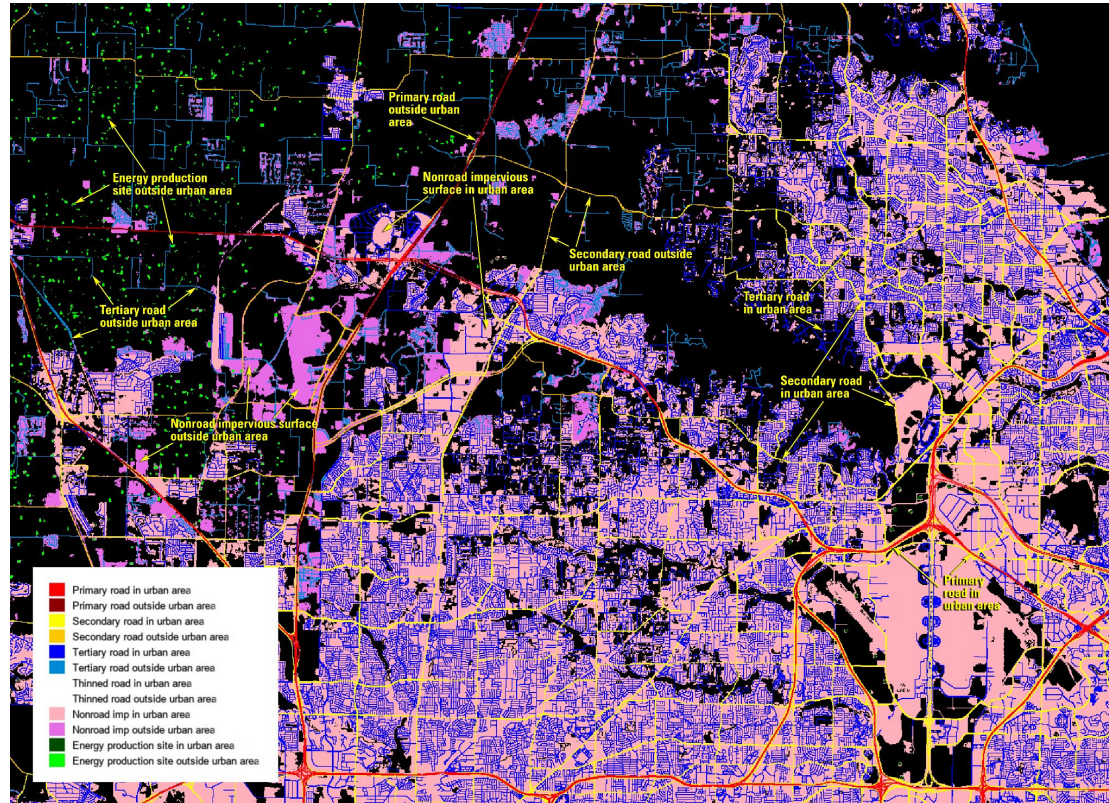 Primary road
outside urban
area
Energy production
site outside urban area
Nonroad impervious
surface in urban area
Secondary road outside
urban area
Tertiary road
outside urban area
Tertiary road
in urban area
Secondary road
in urban area
Nonroad impervious surface
outside urban area
Primary
road in
urban area
Primary road in urban area
Primary road outside urban area
Secondary road in urban area
Secondary road outside urban area
Tertiary road in urban area
Tertiary road outside urban area
Thinned road in urban area
Thinned road outside urban area
Nonroad imp in urban area
Nonroad imp outside urban area
Energy production site in urban area
Energy production site outside urban area